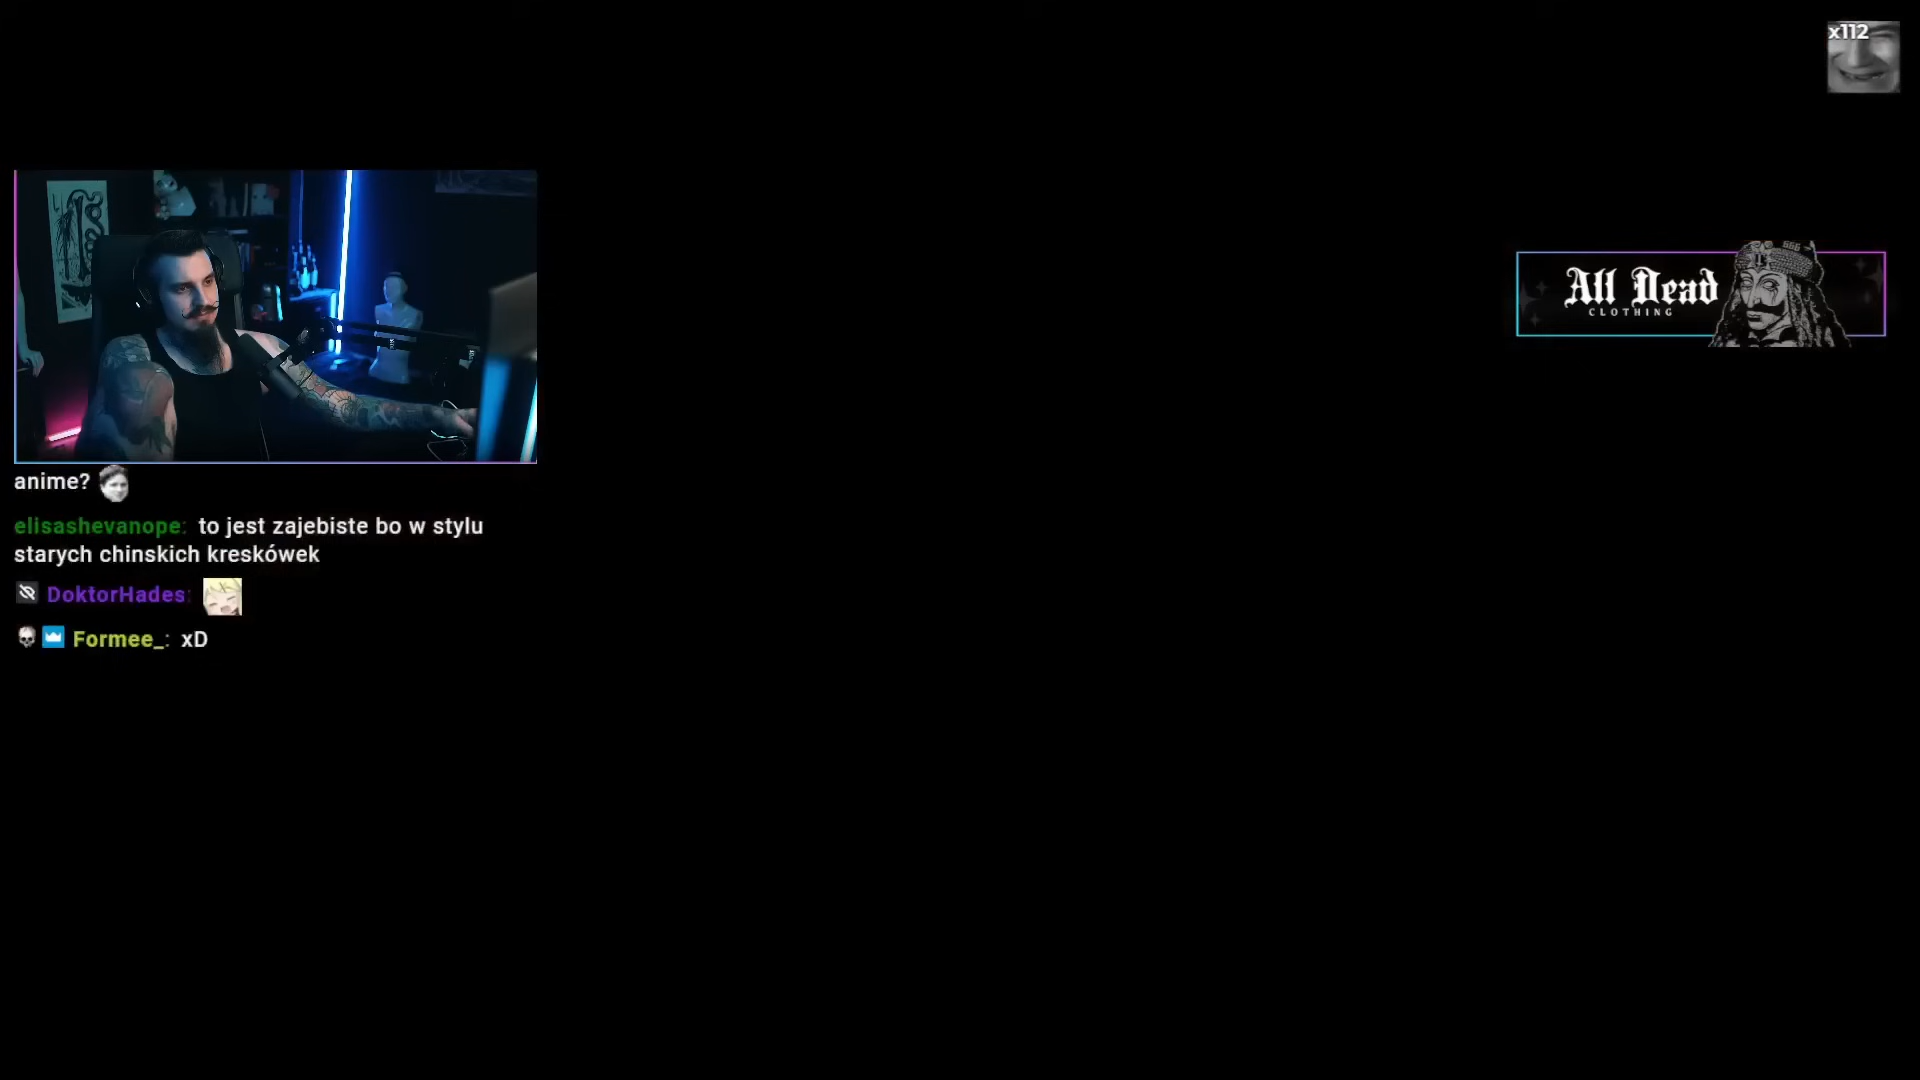 x112
All Dead
CLOTHING
anime?
elisashevanope: to jest zajebiste bo w stylu
starych chinskich kreskówek
DoktorHades:
Formee_: xD